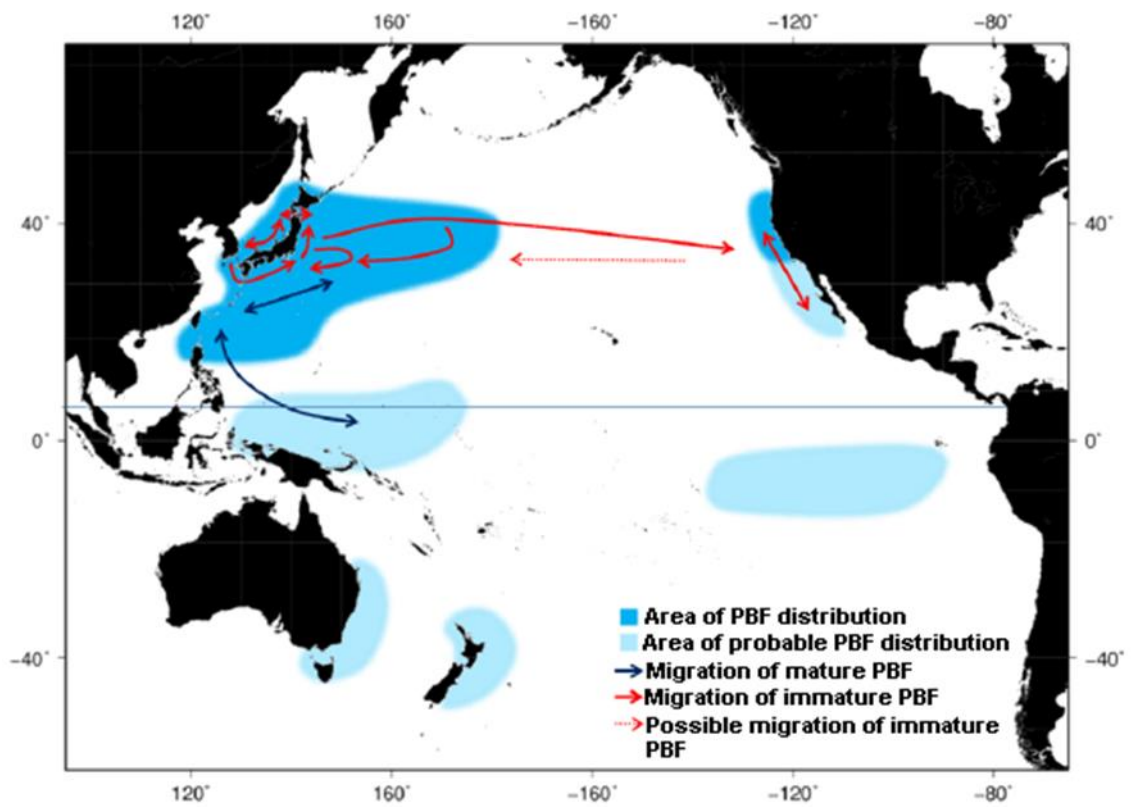 120° 160° −160° −120° −80°
40° 40°
0° 0°
−40° −40°
Area of PBF distribution
Area of probable PBF distribution
Migration of mature PBF
Migration of immature PBF
Possible migration of immature
PBF
120° 160° −160° −120° −80°